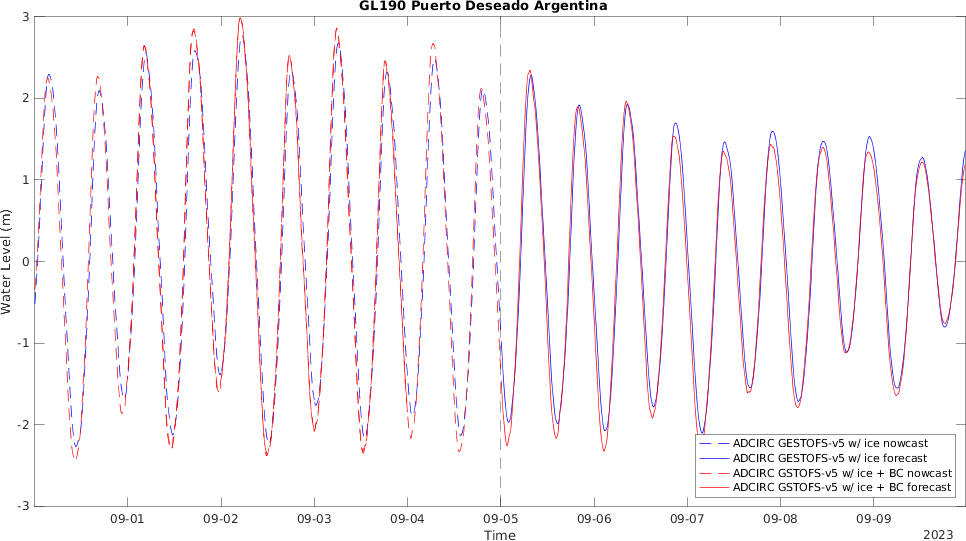 GL190 Puerto Deseado Argentina
3
2
1
0
-1
-2
-3
Water Level (m)
09-01
09-02
09-03
09-04
09-05
09-06
09-07
09-08
09-09
Time
2023
ADCIRC GESTOFS-v5 w/ ice nowcast
ADCIRC GESTOFS-v5 w/ ice forecast
ADCIRC GSTOFS-v5 w/ ice + BC nowcast
ADCIRC GSTOFS-v5 w/ ice + BC forecast